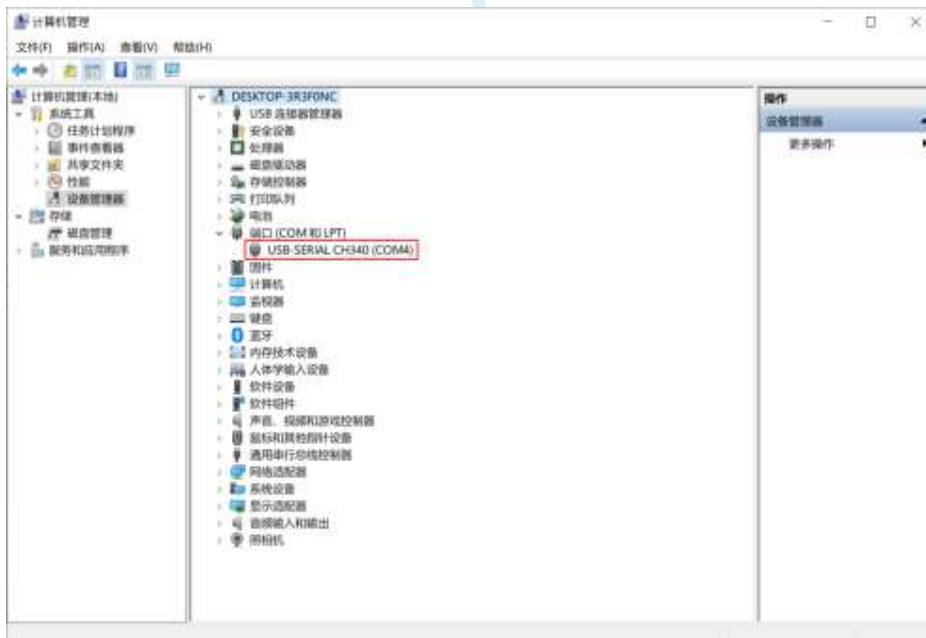 计算机管理
文件(F) 操作(A) 查看(V) 帮助(H)
计算机管理(本地)
系统工具
任务计划程序
事件查看器
共享文件夹
性能
设备管理器
存储
磁盘管理
服务和应用程序
DESKTOP-3R3F0NC
USB 连接器管理器
安全设备
处理器
磁盘驱动器
存储控制器
打印队列
电池
端口 (COM 和 LPT)
USB-SERIAL CH340 (COM4)
固件
计算机
监视器
键盘
蓝牙
内存技术设备
人体学输入设备
软件设备
软件组件
声音、视频和游戏控制器
鼠标和其他指针设备
通用串行总线控制器
网络适配器
系统设备
显示适配器
音频输入和输出
照相机
操作
设备管理器
更多操作